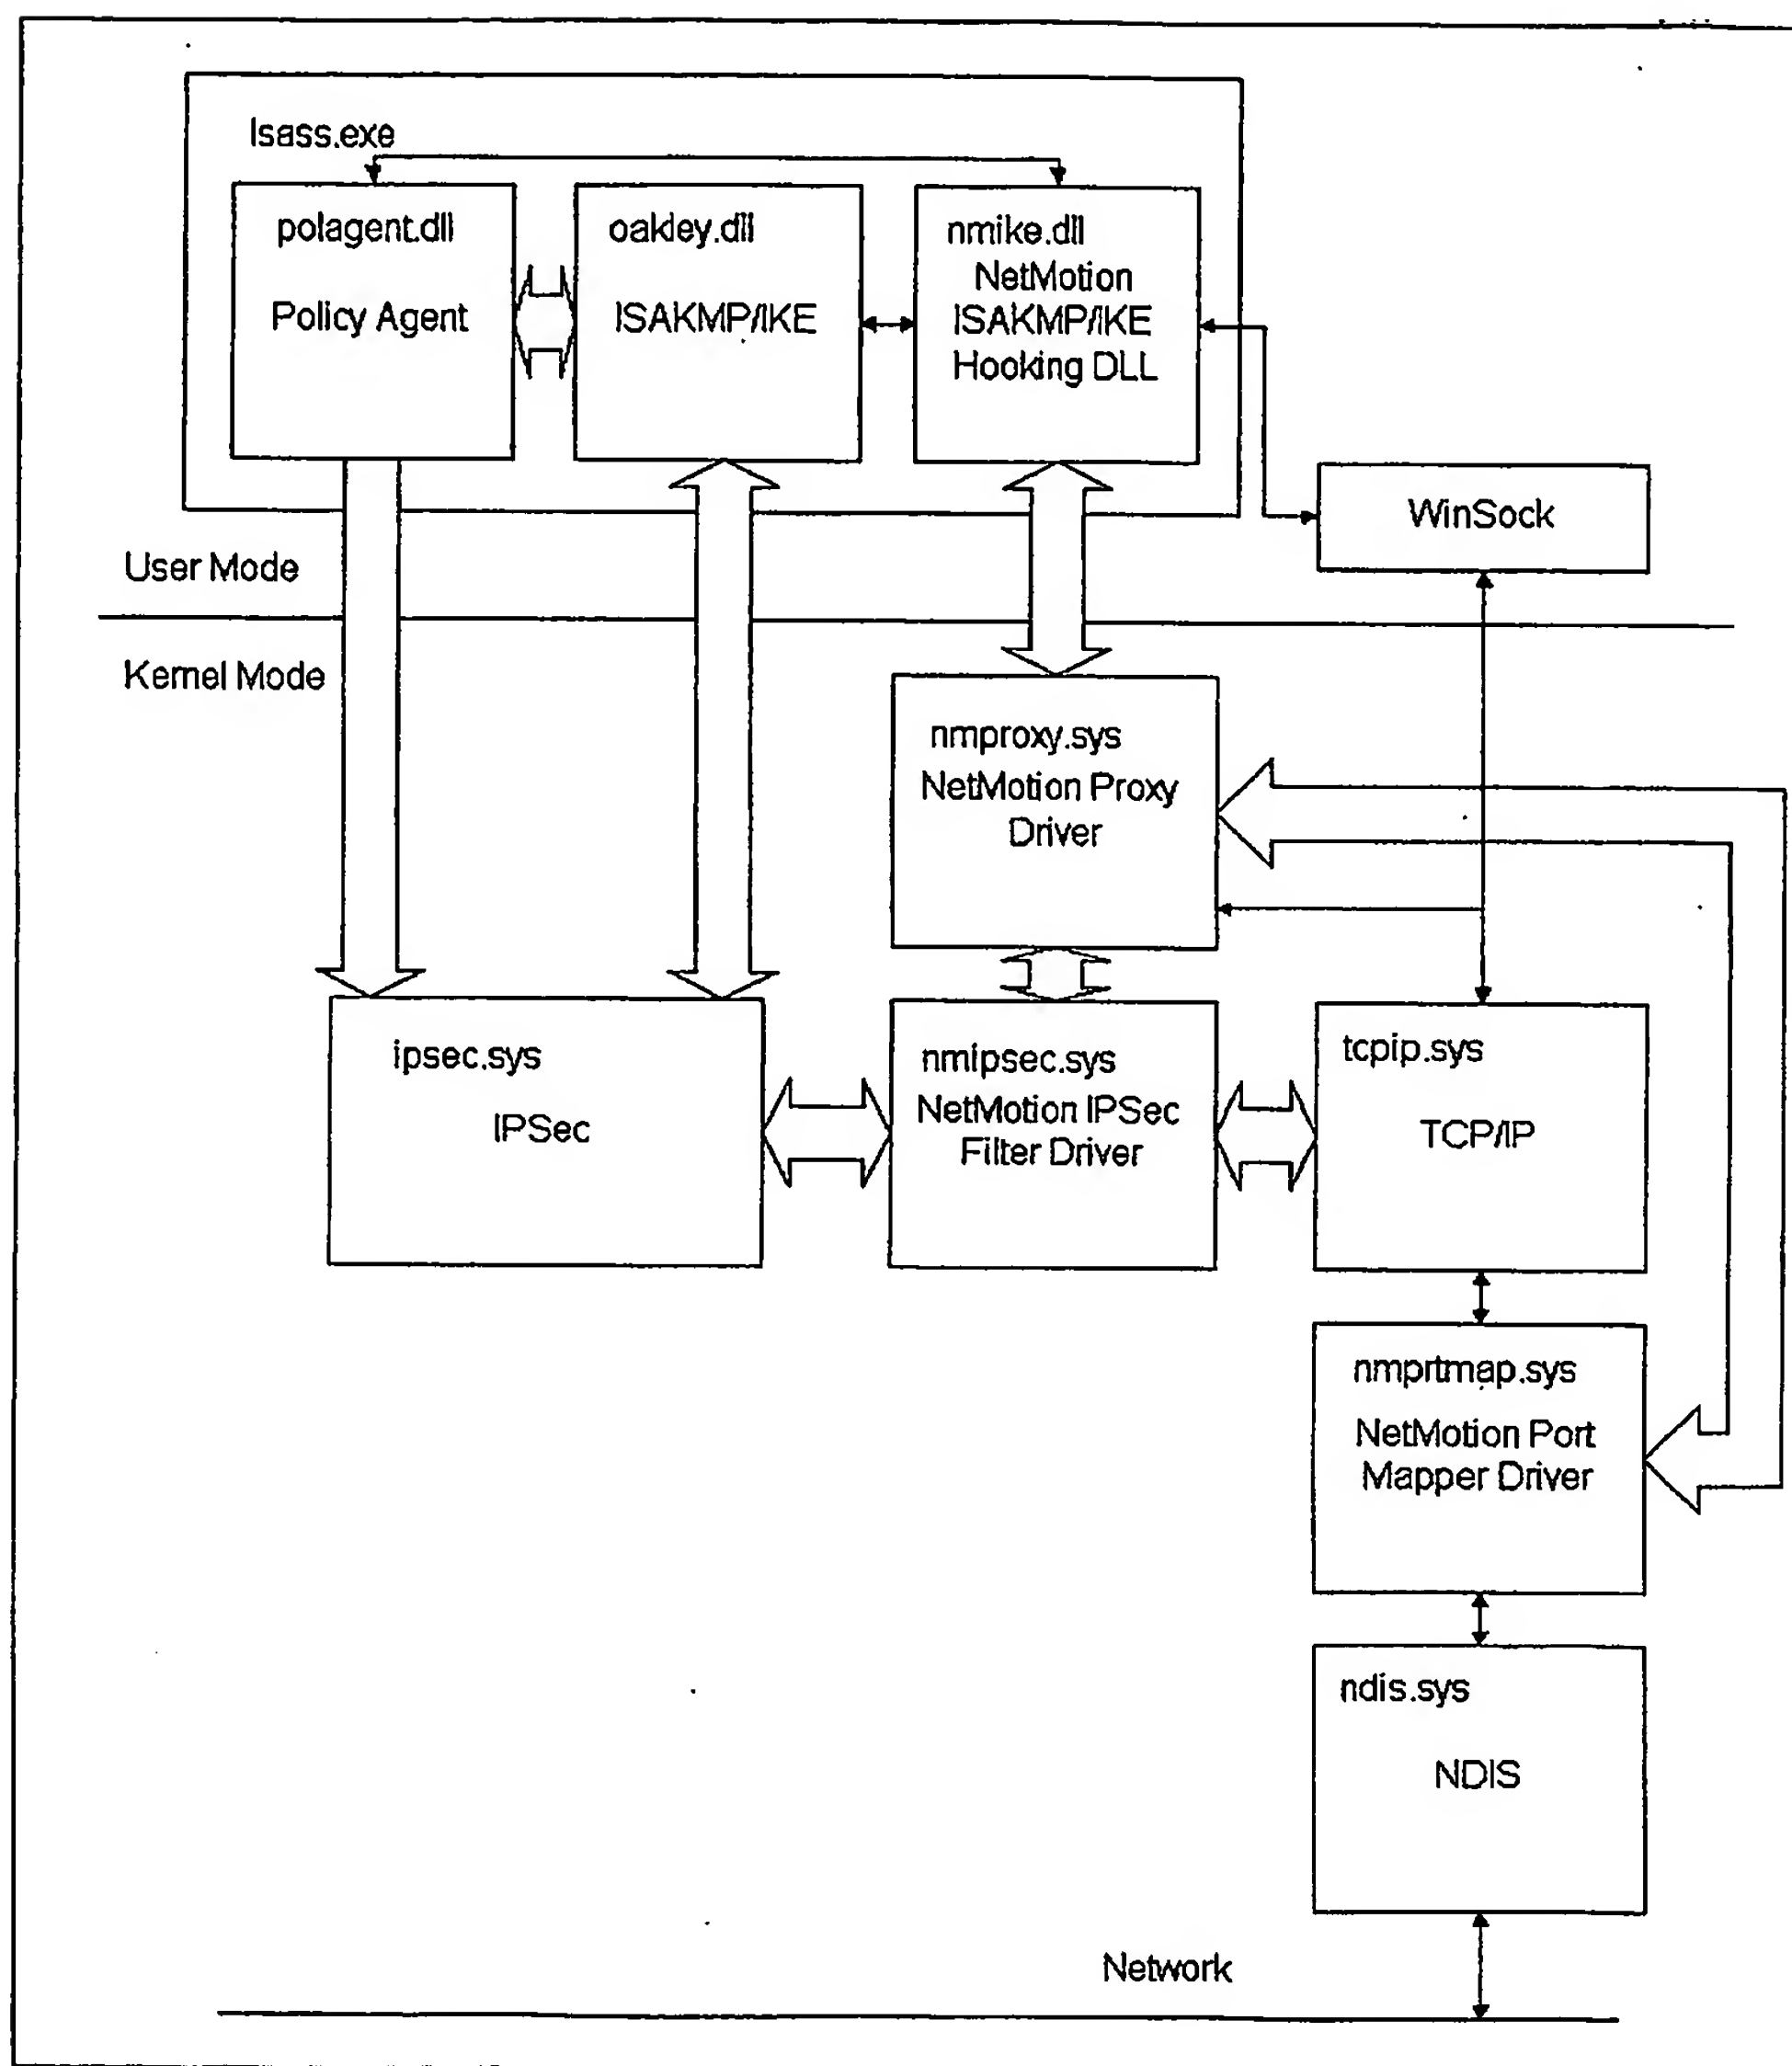 lsass.exe
polagent.dll
Policy Agent
oakley.dll
ISAKMP/IKE
nmike.dll
NetMotion
ISAKMP/IKE
Hooking DLL
WinSock
User Mode
Kernel Mode
nmproxy.sys
NetMotion Proxy
Driver
ipsec.sys
IPSec
nmipsec.sys
NetMotion IPSec
Filter Driver
tcpip.sys
TCP/IP
nmprtmap.sys
NetMotion Port
Mapper Driver
ndis.sys
NDIS
Network